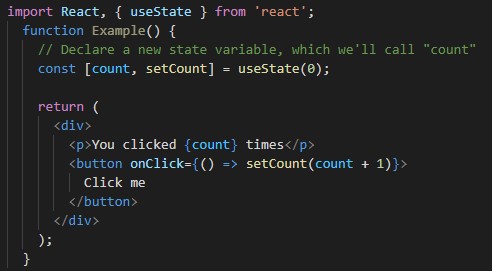 import React, { useState } from 'react';
  function Example() {
    // Declare a new state variable, which we'll call "count"
    const [count, setCount] = useState(0);

    return (
      <div>
        <p>You clicked {count} times</p>
        <button onClick={() => setCount(count + 1)}>
          Click me
        </button>
      </div>
    );
  }